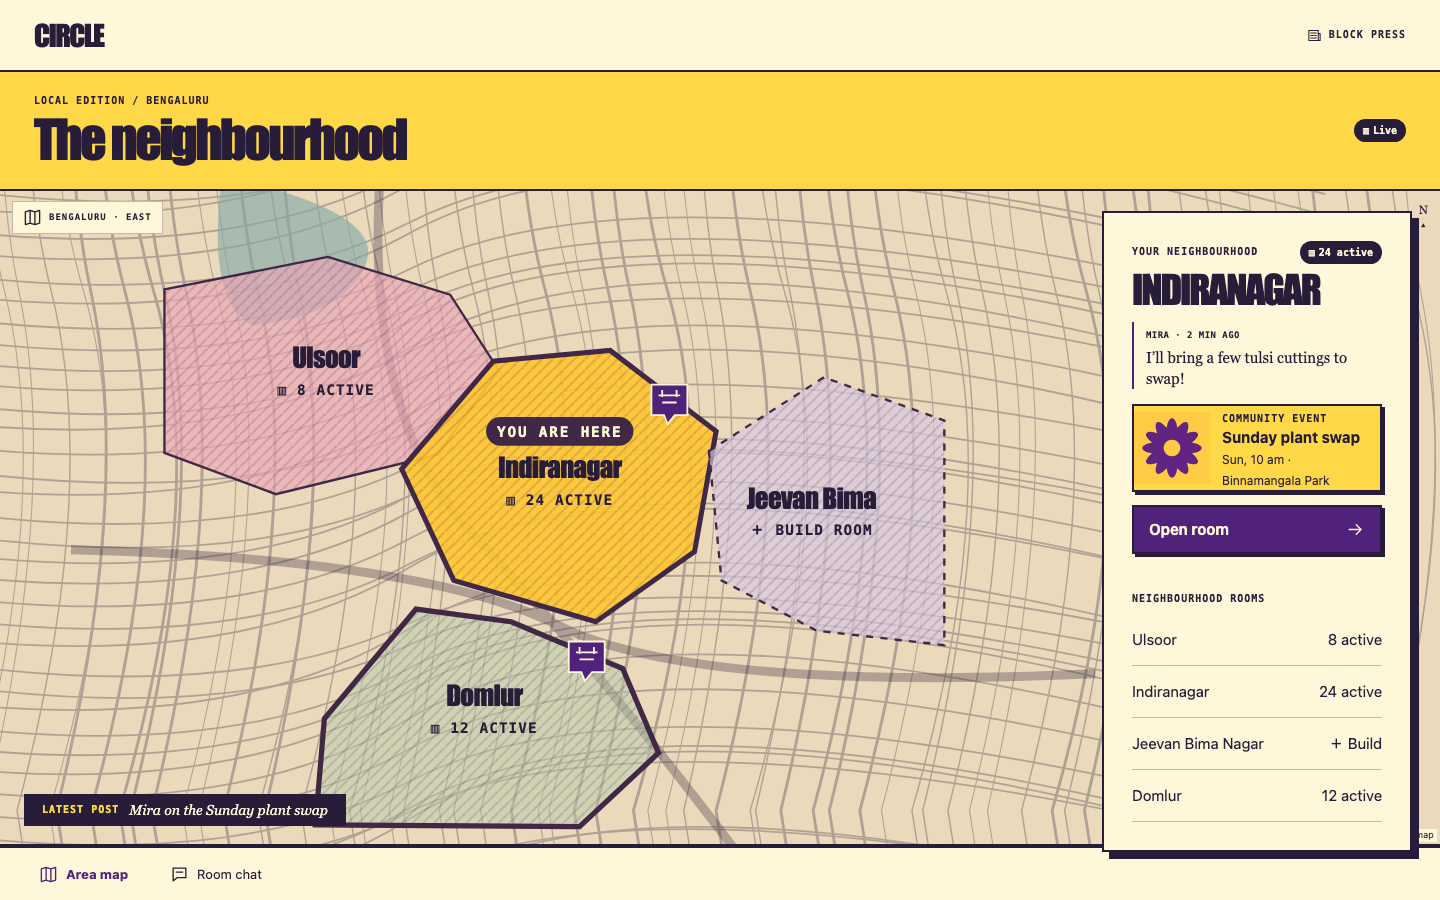 CIRCLE
BLOCK PRESS
LOCAL EDITION / BENGALURU
The neighbourhood
Live
BENGALURU · EAST
N
Ulsoor
8 ACTIVE
YOU ARE HERE
Indiranagar
24 ACTIVE
Jeevan Bima
+ BUILD ROOM
Domlur
12 ACTIVE
LATEST POST Mira on the Sunday plant swap
YOUR NEIGHBOURHOOD
24 active
INDIRANAGAR
MIRA · 2 MIN AGO
I’ll bring a few tulsi cuttings to
swap!
COMMUNITY EVENT
Sunday plant swap
Sun, 10 am ·
Binnamangala Park
Open room →
NEIGHBOURHOOD ROOMS
Ulsoor 8 active
Indiranagar 24 active
Jeevan Bima Nagar + Build
Domlur 12 active
Area map
Room chat